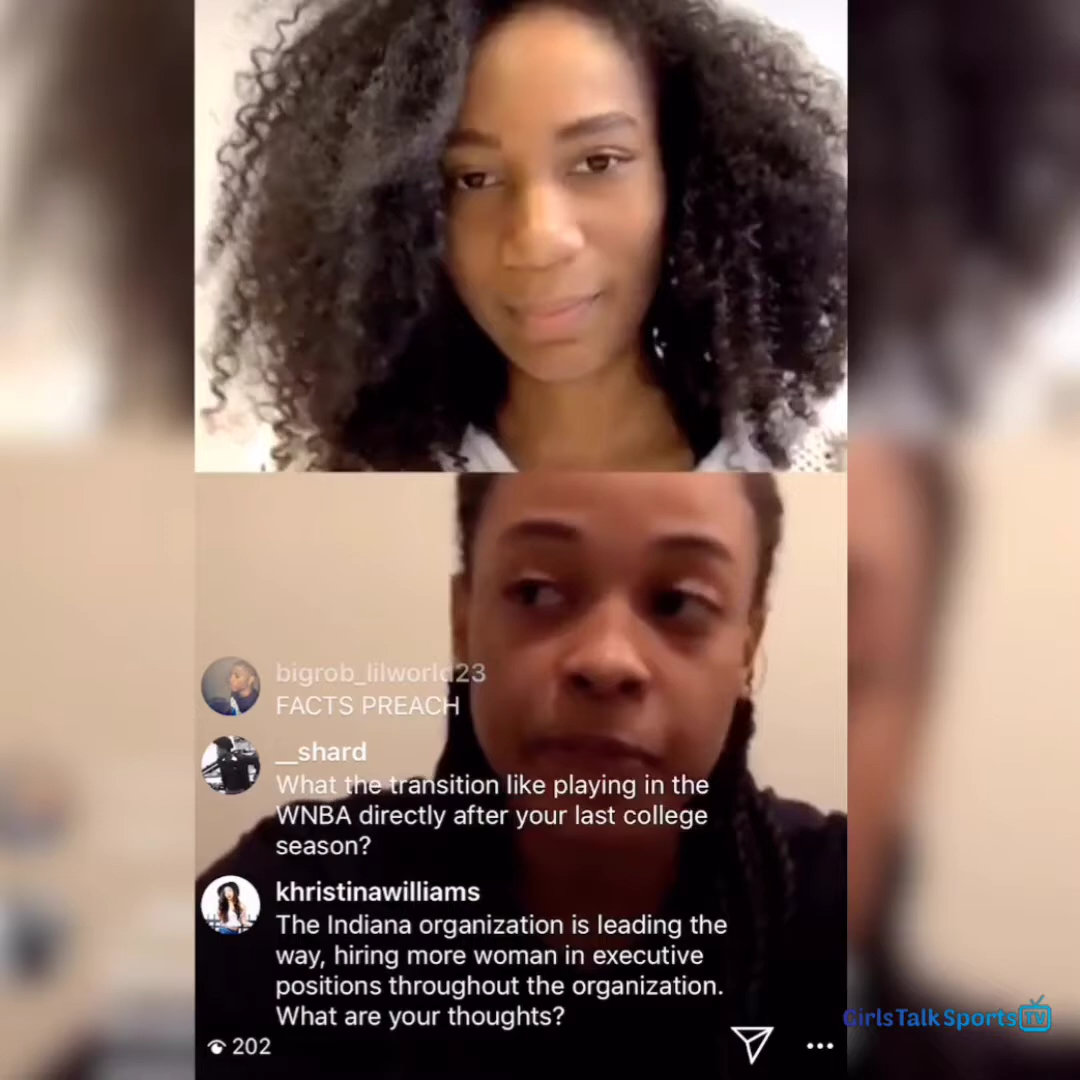 bigrob_lilworld23
FACTS PREACH
__shard
What the transition like playing in the
WNBA directly after your last college
season?
khristinawilliams
The Indiana organization is leading the
way, hiring more woman in executive
positions throughout the organization.
What are your thoughts?
202
GirlsTalkSports TV